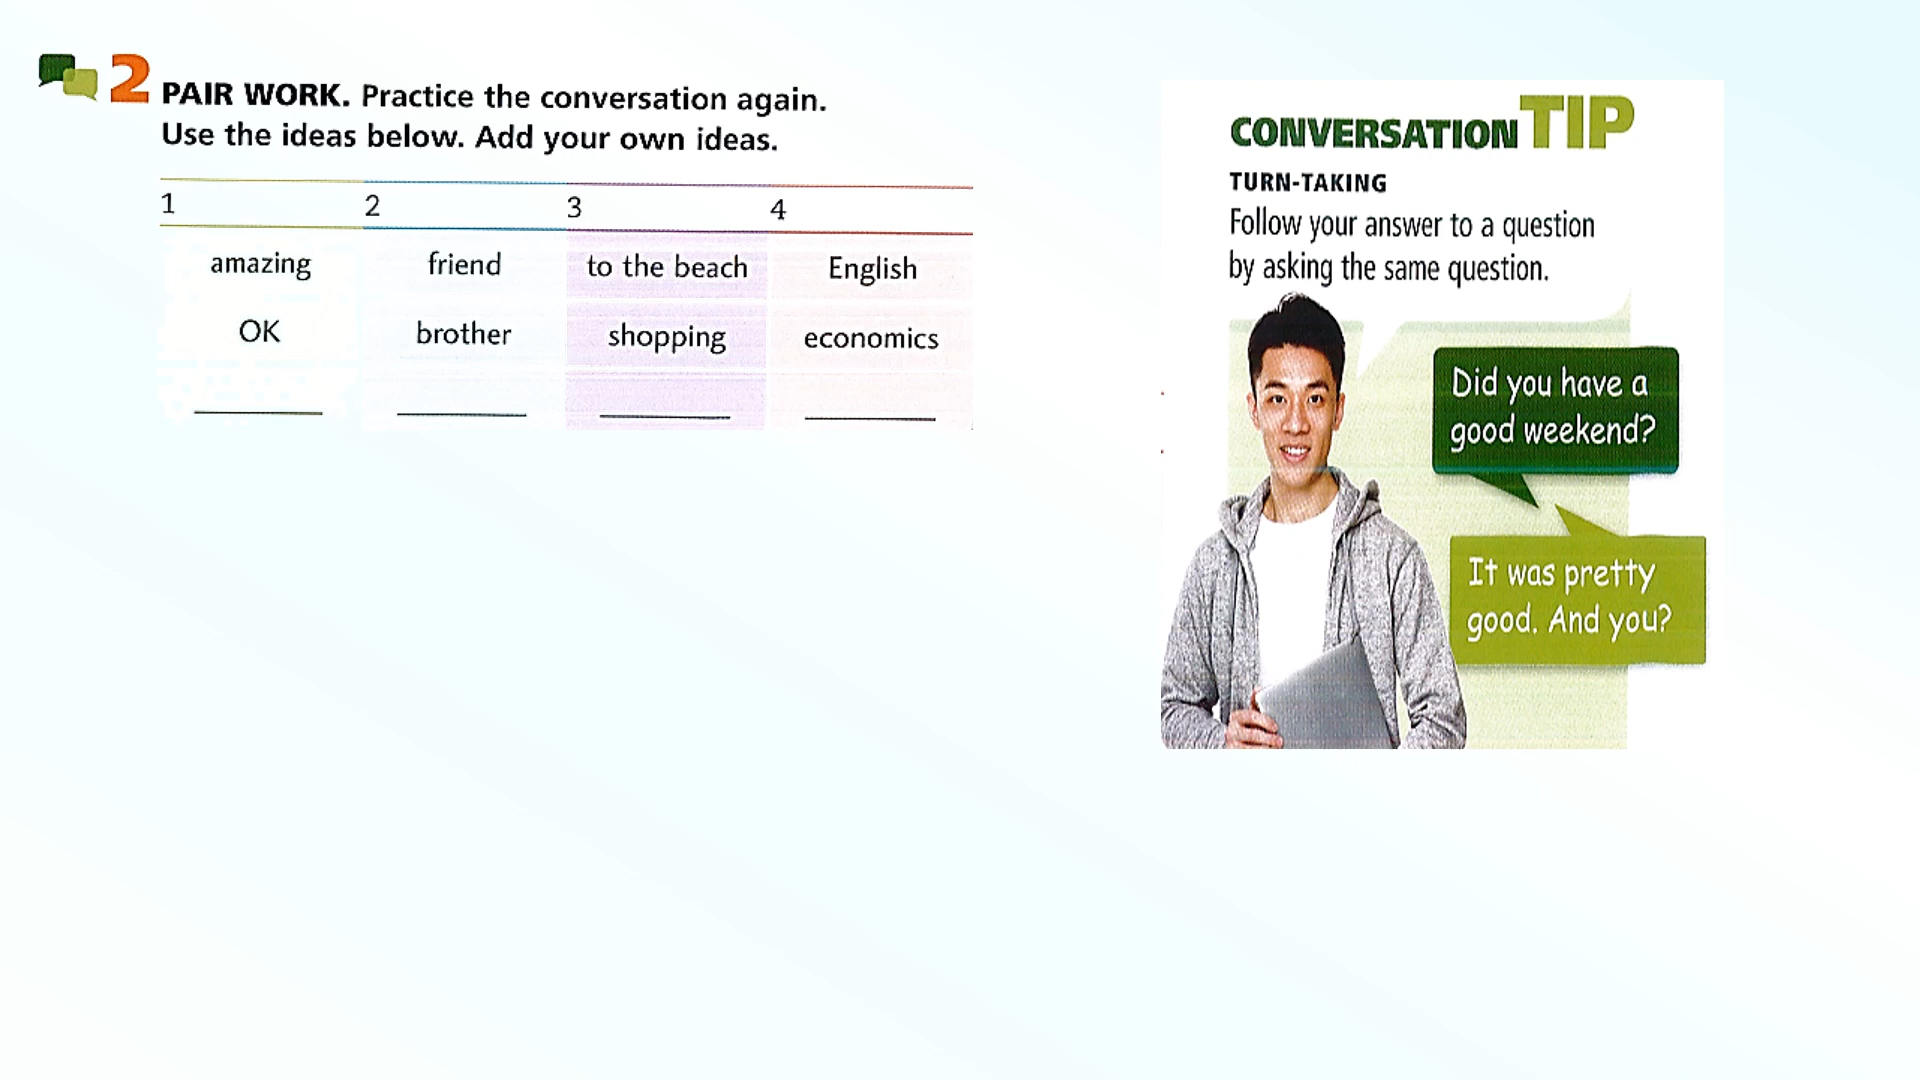 2 PAIR WORK. Practice the conversation again.
Use the ideas below. Add your own ideas.
1 2 3 4
amazing friend to the beach English
OK brother shopping economics
CONVERSATION TIP
TURN-TAKING
Follow your answer to a question
by asking the same question.
Did you have a
good weekend?
It was pretty
good. And you?